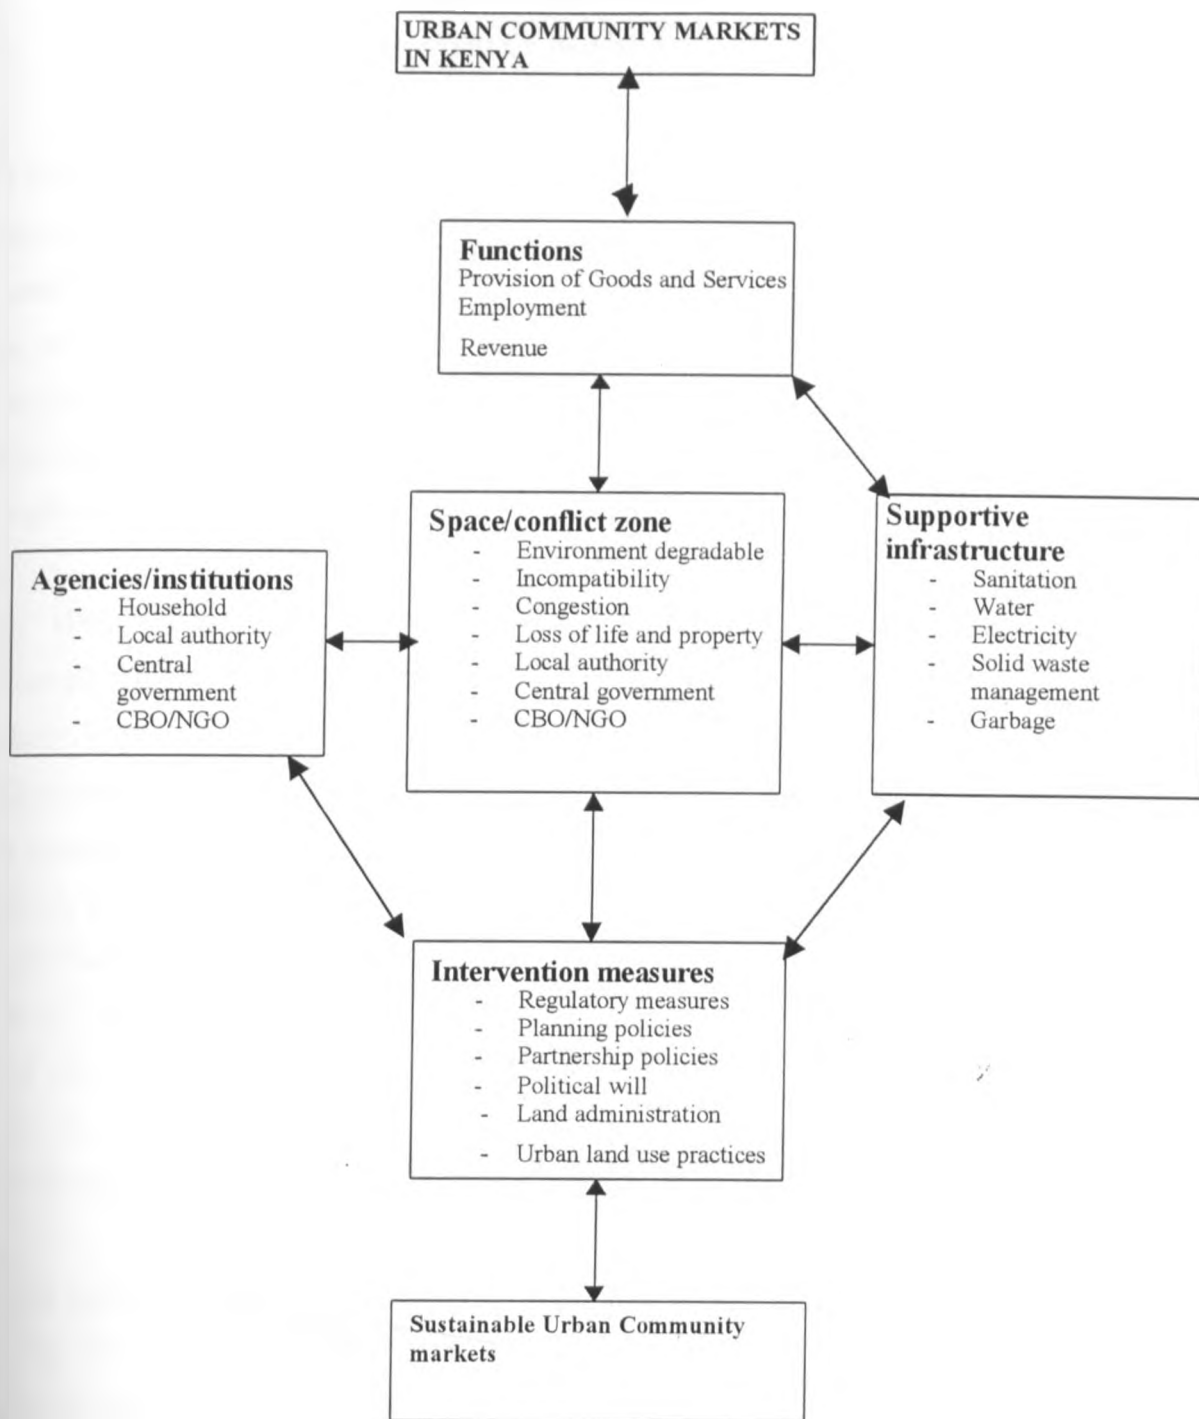 URBAN COMMUNITY MARKETS
IN KENYA
Functions
Provision of Goods and Services
Employment
Revenue
Agencies/institutions
- Household
- Local authority
- Central
government
- CBO/NGO
Space/conflict zone
- Environment degradable
- Incompatibility
- Congestion
- Loss of life and property
- Local authority
- Central government
- CBO/NGO
Supportive
infrastructure
- Sanitation
- Water
- Electricity
- Solid waste
management
- Garbage
Intervention measures
- Regulatory measures
- Planning policies
- Partnership policies
- Political will
- Land administration
- Urban land use practices
Sustainable Urban Community
markets